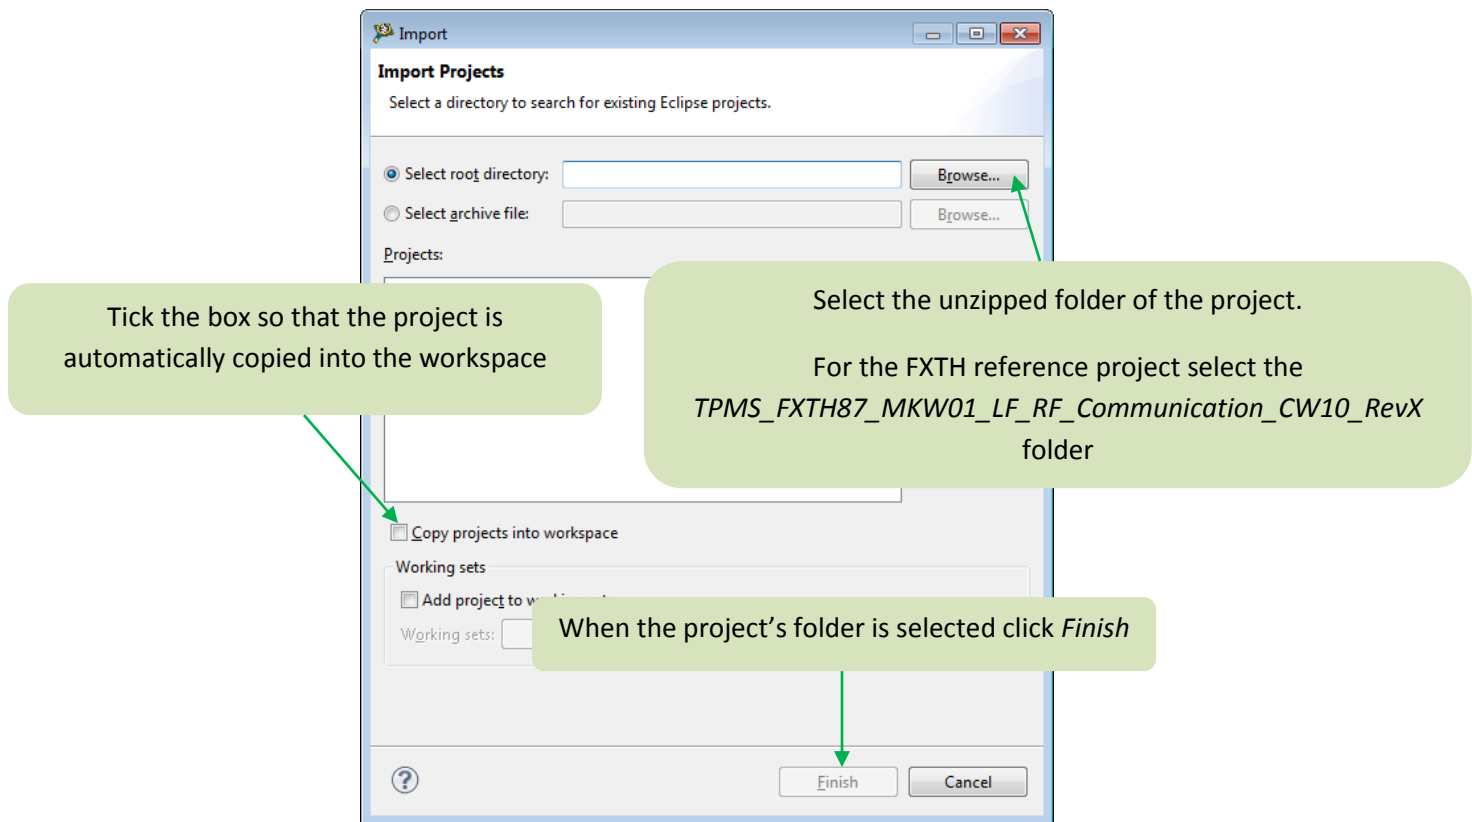 Import
Import Projects
Select a directory to search for existing Eclipse projects.
Select root directory:
Browse...
Select archive file:
Browse...
Projects:
Tick the box so that the project is
automatically copied into the workspace
Select the unzipped folder of the project.
For the FXTH reference project select the
TPMS_FXTH87_MKW01_LF_RF_Communication_CW10_RevX
folder
Copy projects into workspace
Working sets
Add project to
When the project’s folder is selected click Finish
Working sets:
?
Finish
Cancel